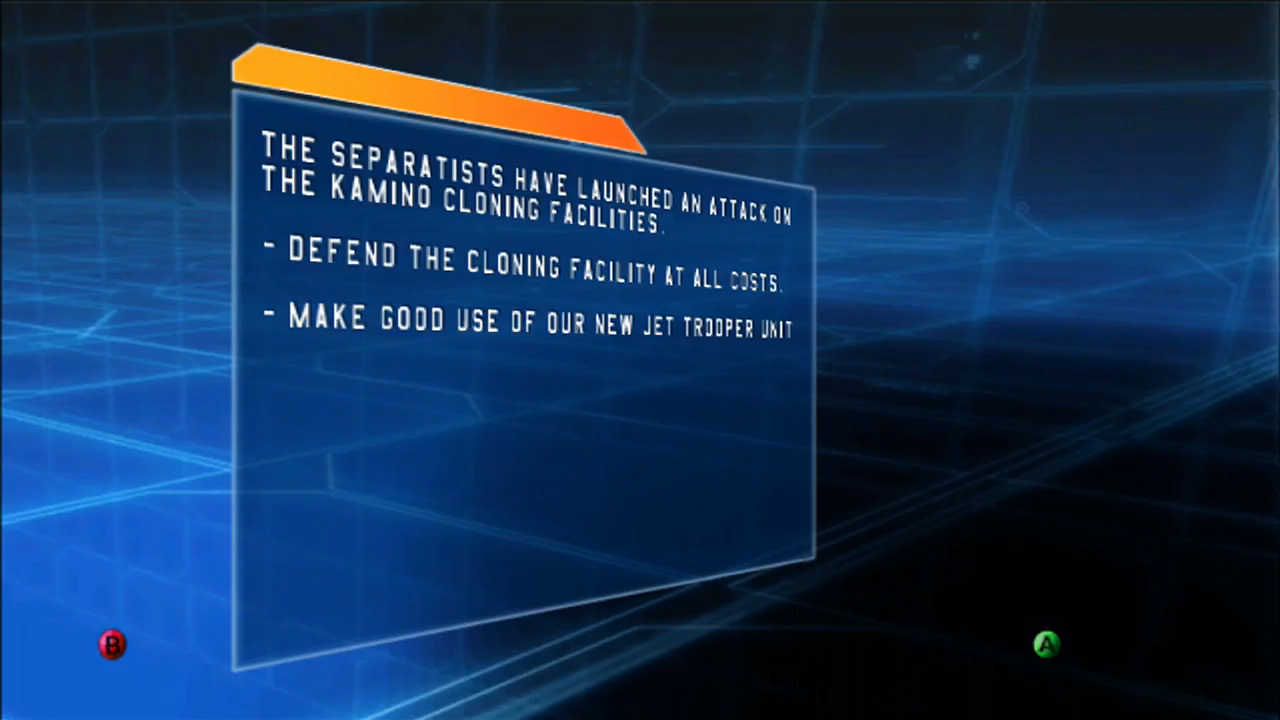 THE SEPARATISTS HAVE LAUNCHED AN ATTACK ON
THE KAMINO CLONING FACILITIES.
- DEFEND THE CLONING FACILITY AT ALL COSTS.
- MAKE GOOD USE OF OUR NEW JET TROOPER UNIT
B
A